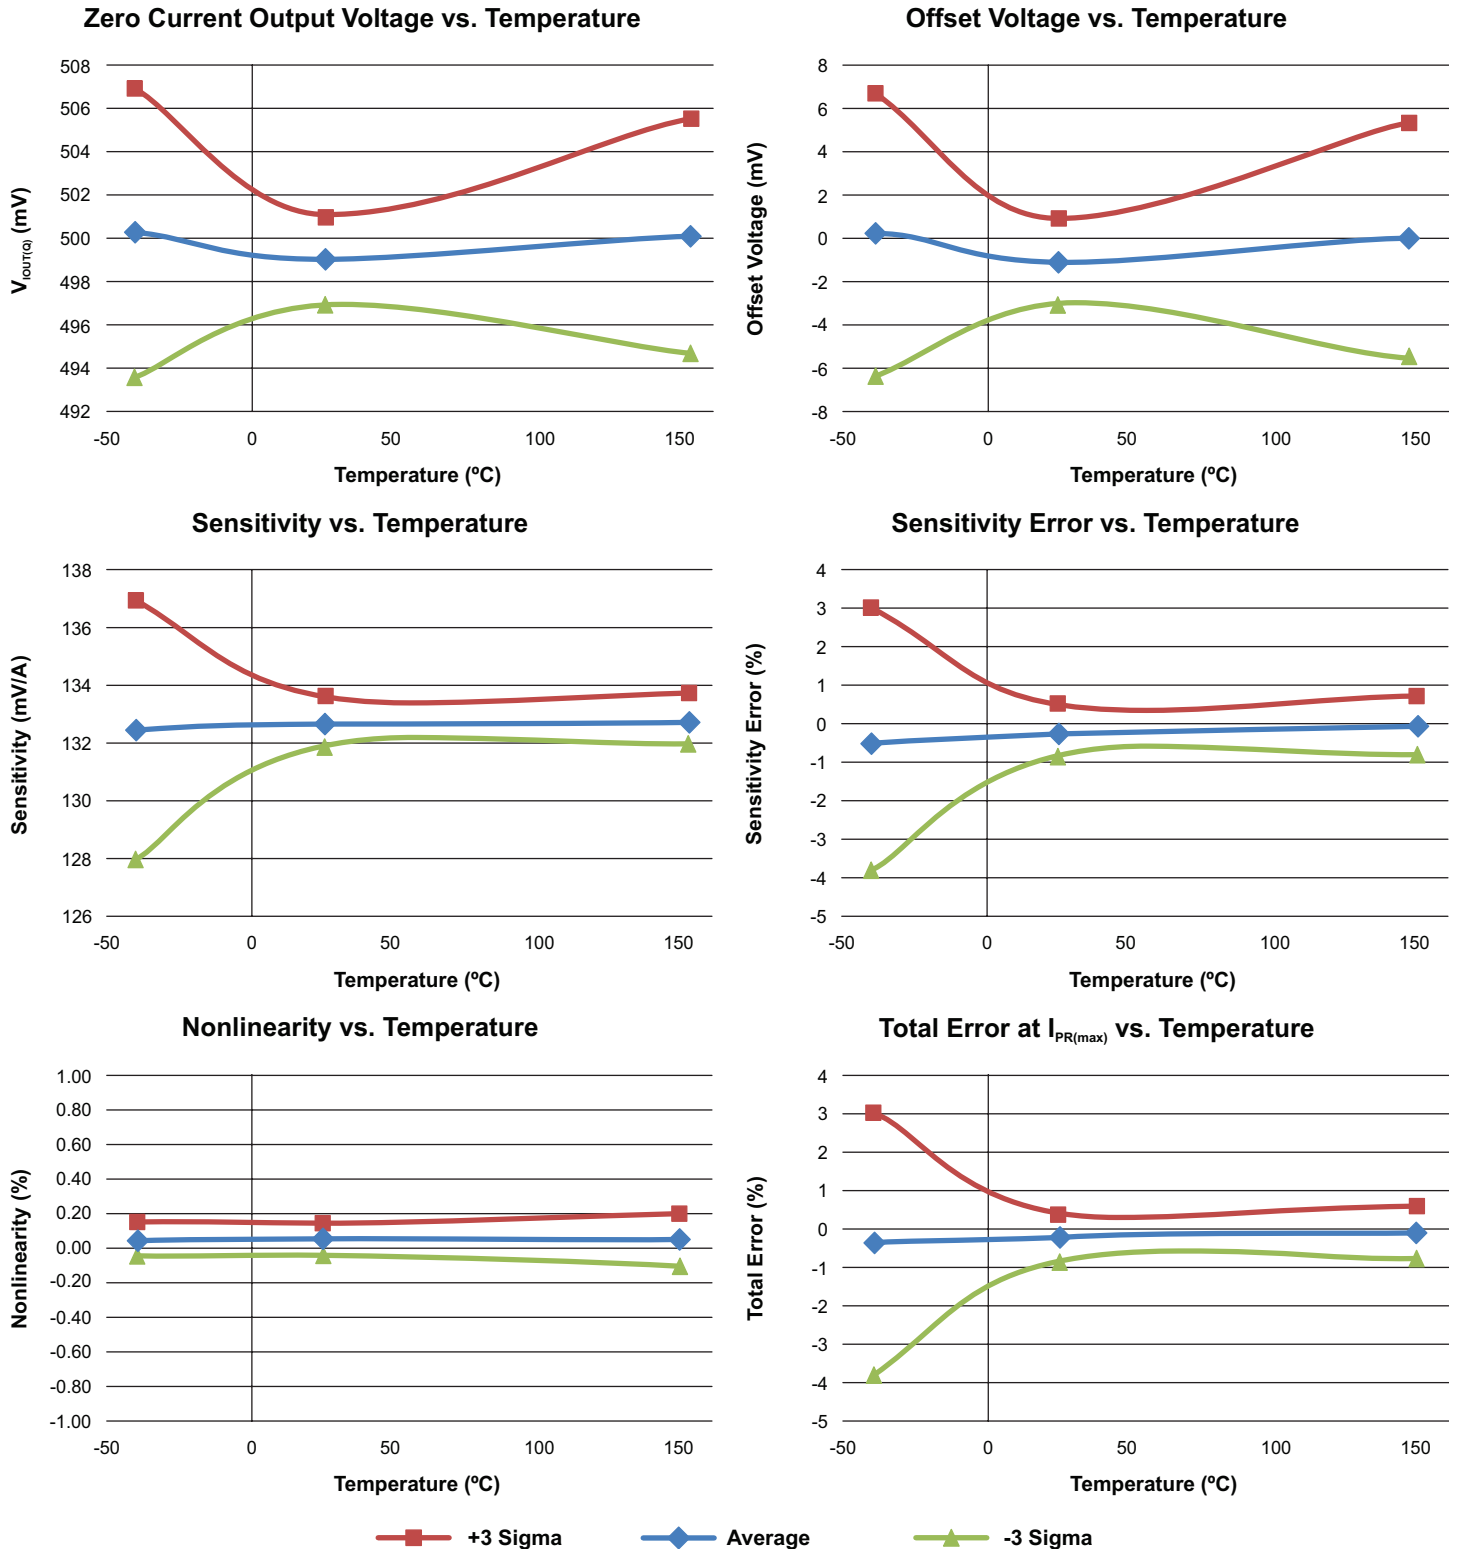 Zero Current Output Voltage vs. Temperature
508
506
504
502
500
498
496
494
492
-50 0 50 100 150
V_IOUT(Q) (mV)
Temperature (ºC)
Offset Voltage vs. Temperature
8
6
4
2
0
-2
-4
-6
-8
-50 0 50 100 150
Offset Voltage (mV)
Temperature (ºC)
Sensitivity vs. Temperature
138
136
134
132
130
128
126
-50 0 50 100 150
Sensitivity (mV/A)
Temperature (ºC)
Sensitivity Error vs. Temperature
4
3
2
1
0
-1
-2
-3
-4
-5
-50 0 50 100 150
Sensitivity Error (%)
Temperature (ºC)
Nonlinearity vs. Temperature
1.00
0.80
0.60
0.40
0.20
0.00
-0.20
-0.40
-0.60
-0.80
-1.00
-50 0 50 100 150
Nonlinearity (%)
Temperature (ºC)
Total Error at I_PR(max) vs. Temperature
4
3
2
1
0
-1
-2
-3
-4
-5
-50 0 50 100 150
Total Error (%)
Temperature (ºC)
+3 Sigma Average -3 Sigma